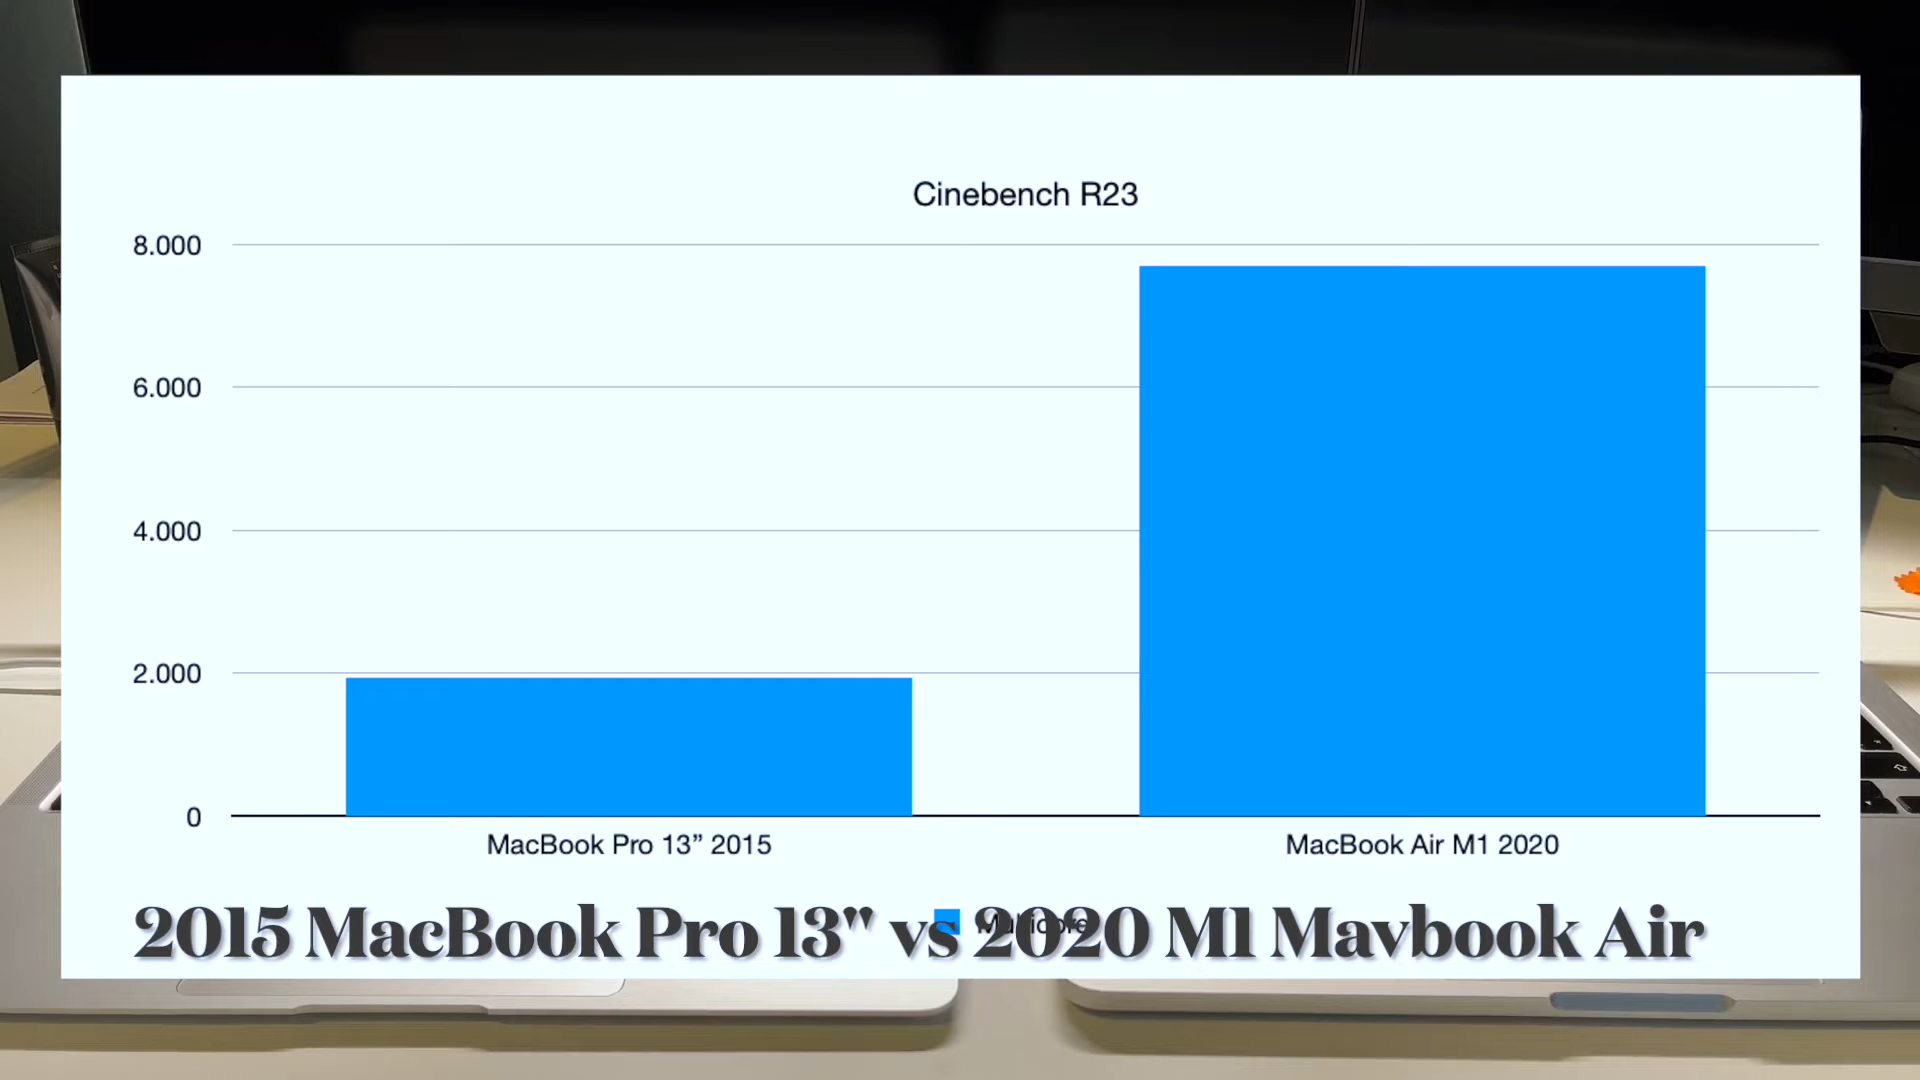 Cinebench R23
8.000
6.000
4.000
2.000
0
MacBook Pro 13” 2015
MacBook Air M1 2020
Multicore
2015 MacBook Pro 13" vs 2020 M1 Mavbook Air